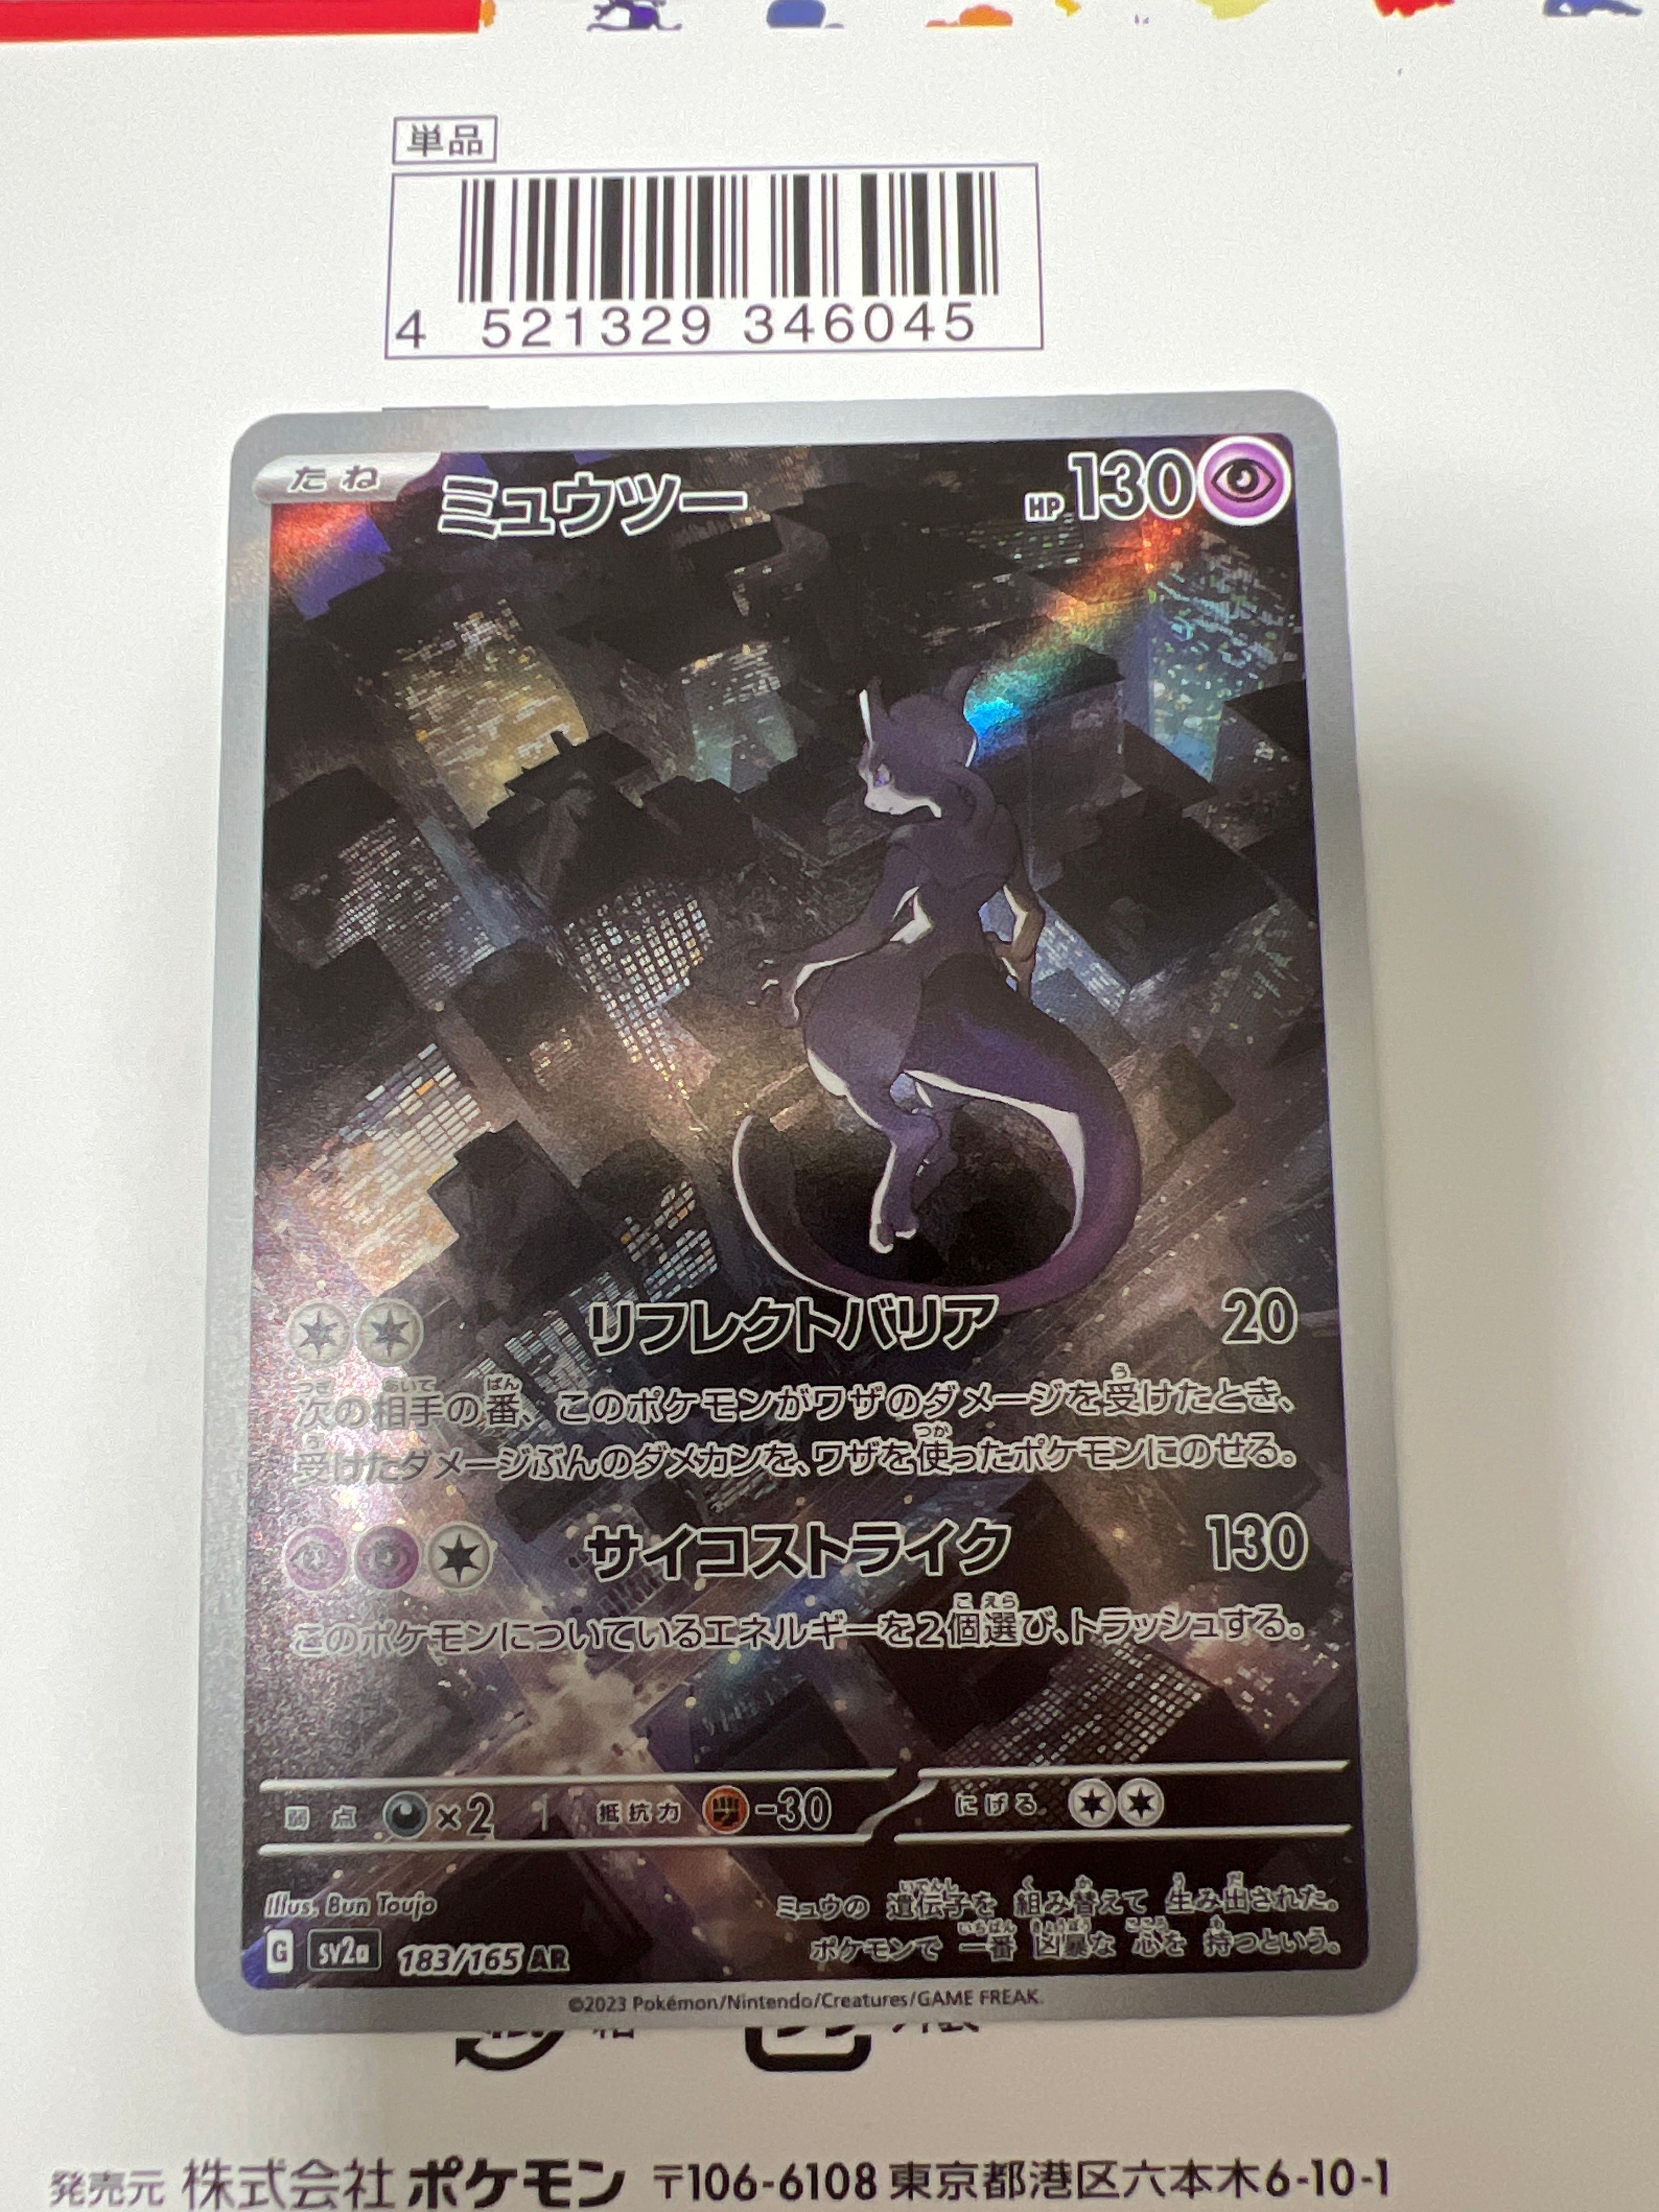 単品
4 521329 346045
たね ミュウツー HP 130
リフレクトバリア 20
次の相手の番、このポケモンがワザのダメージを受けたとき、
受けたダメージぶんのダメカンを、ワザを使ったポケモンにのせる。
サイコストライク 130
このポケモンについているエネルギーを2個選び、トラッシュする。
弱点 ×2 抵抗力 -30 にげる
Illus. Bun Toujo
ミュウの 遺伝子を 組み替えて 生み出された。
ポケモンで 一番 凶暴な 心を 持つという。
G sv2a 183/165 AR
©2023 Pokémon/Nintendo/Creatures/GAME FREAK.
発売元 株式会社ポケモン 〒106-6108 東京都港区六本木6-10-1